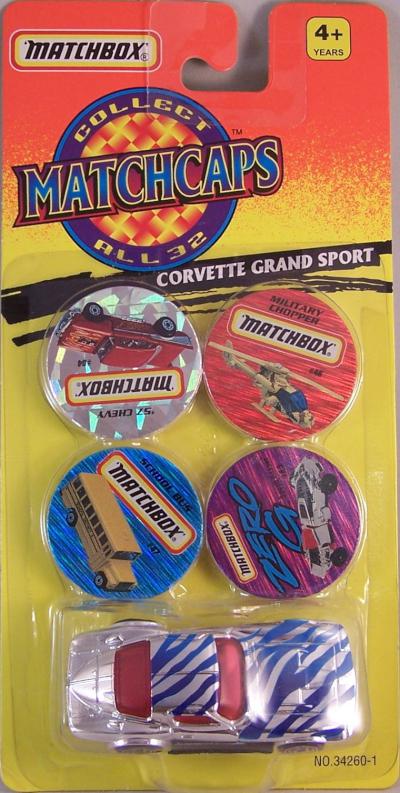 MATCHBOX®
4+
YEARS
COLLECT
MATCHCAPS™
ALL 32
CORVETTE GRAND SPORT
MATCHBOX
'57 CHEVY
MILITARY CHOPPER
MATCHBOX
SCHOOL BUS
MATCHBOX
ZERO G
MATCHBOX
NO.34260-1